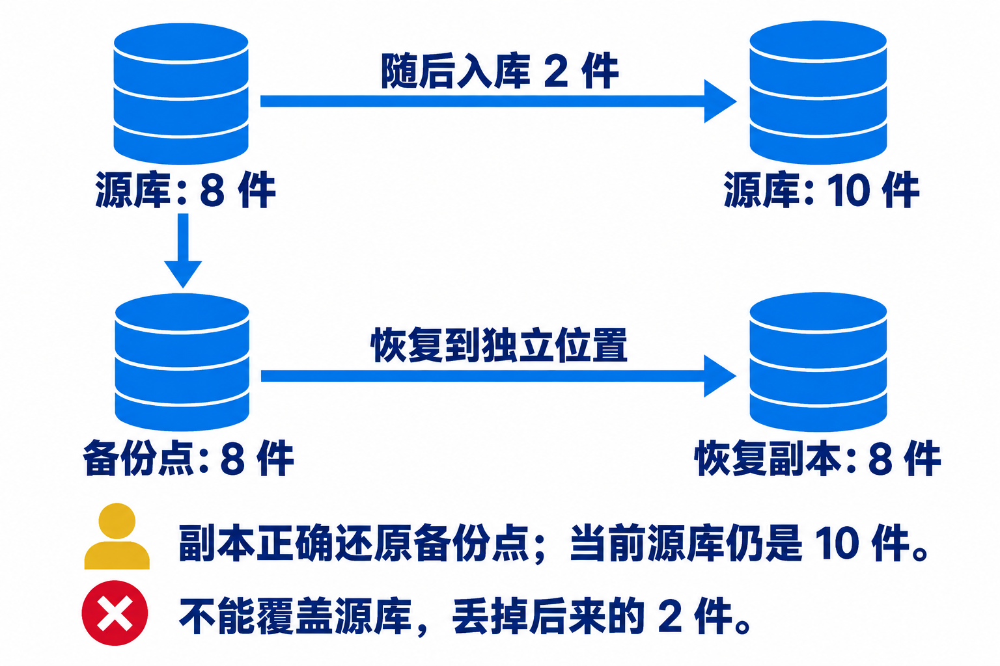 随后入库 2 件
源库: 8 件
源库: 10 件
恢复到独立位置
备份点: 8 件
恢复副本: 8 件
副本正确还原备份点；当前源库仍是 10 件。
不能覆盖源库，丢掉后来的 2 件。